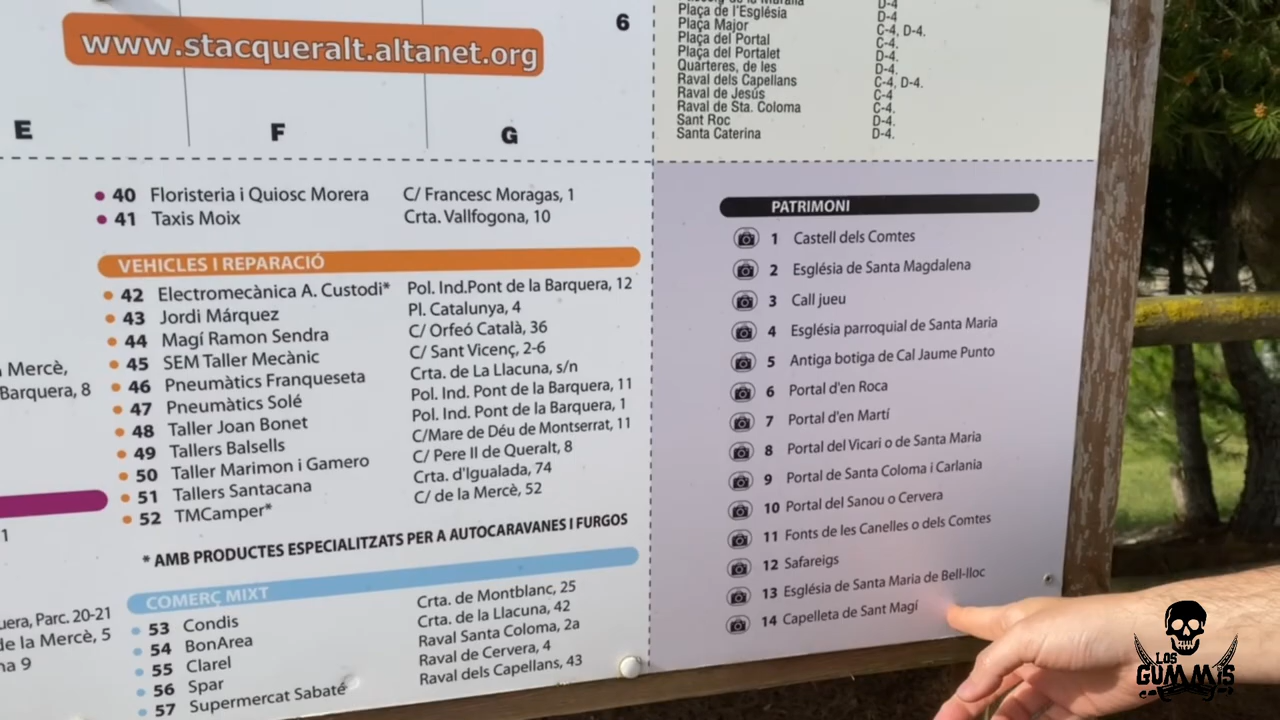 www.stacqueralt.altanet.org
6
E F G
Plaça de l'Església D-4
Plaça Major C-4, D-4.
Plaça del Portal C-4.
Plaça del Portalet D-4.
Quarteres, de les D-4.
Raval dels Capellans C-4, D-4.
Raval de Jesús C-4
Raval de Sta. Coloma C-4.
Sant Roc D-4.
Santa Caterina D-4.
40 Floristeria i Quiosc Morera C/ Francesc Moragas, 1
41 Taxis Moix Crta. Vallfogona, 10
VEHICLES I REPARACIÓ
42 Electromecànica A. Custodi* Pol. Ind.Pont de la Barquera, 12
43 Jordi Márquez Pl. Catalunya, 4
44 Magí Ramon Sendra C/ Orfeó Català, 36
45 SEM Taller Mecànic C/ Sant Vicenç, 2-6
46 Pneumàtics Franqueseta Crta. de La Llacuna, s/n
47 Pneumàtics Solé Pol. Ind. Pont de la Barquera, 11
48 Taller Joan Bonet Pol. Ind. Pont de la Barquera, 1
49 Tallers Balsells C/Mare de Déu de Montserrat, 11
50 Taller Marimon i Gamero C/ Pere II de Queralt, 8
51 Tallers Santacana Crta. d'Igualada, 74
52 TMCamper* C/ de la Mercè, 52
* AMB PRODUCTES ESPECIALITZATS PER A AUTOCARAVANES I FURGOS
COMERÇ MIXT
53 Condis Crta. de Montblanc, 25
54 BonArea Crta. de la Llacuna, 42
55 Clarel Raval Santa Coloma, 2a
56 Spar Raval de Cervera, 4
57 Supermercat Sabaté Raval dels Capellans, 43
Mercè,
Barquera, 8
1
uera, Parc. 20-21
de la Mercè, 5
na 9
PATRIMONI
1 Castell dels Comtes
2 Església de Santa Magdalena
3 Call jueu
4 Església parroquial de Santa Maria
5 Antiga botiga de Cal Jaume Punto
6 Portal d'en Roca
7 Portal d'en Martí
8 Portal del Vicari o de Santa Maria
9 Portal de Santa Coloma i Carlania
10 Portal del Sanou o Cervera
11 Fonts de les Canelles o dels Comtes
12 Safareigs
13 Església de Santa Maria de Bell-lloc
14 Capelleta de Sant Magí
LOS
GUMMIS